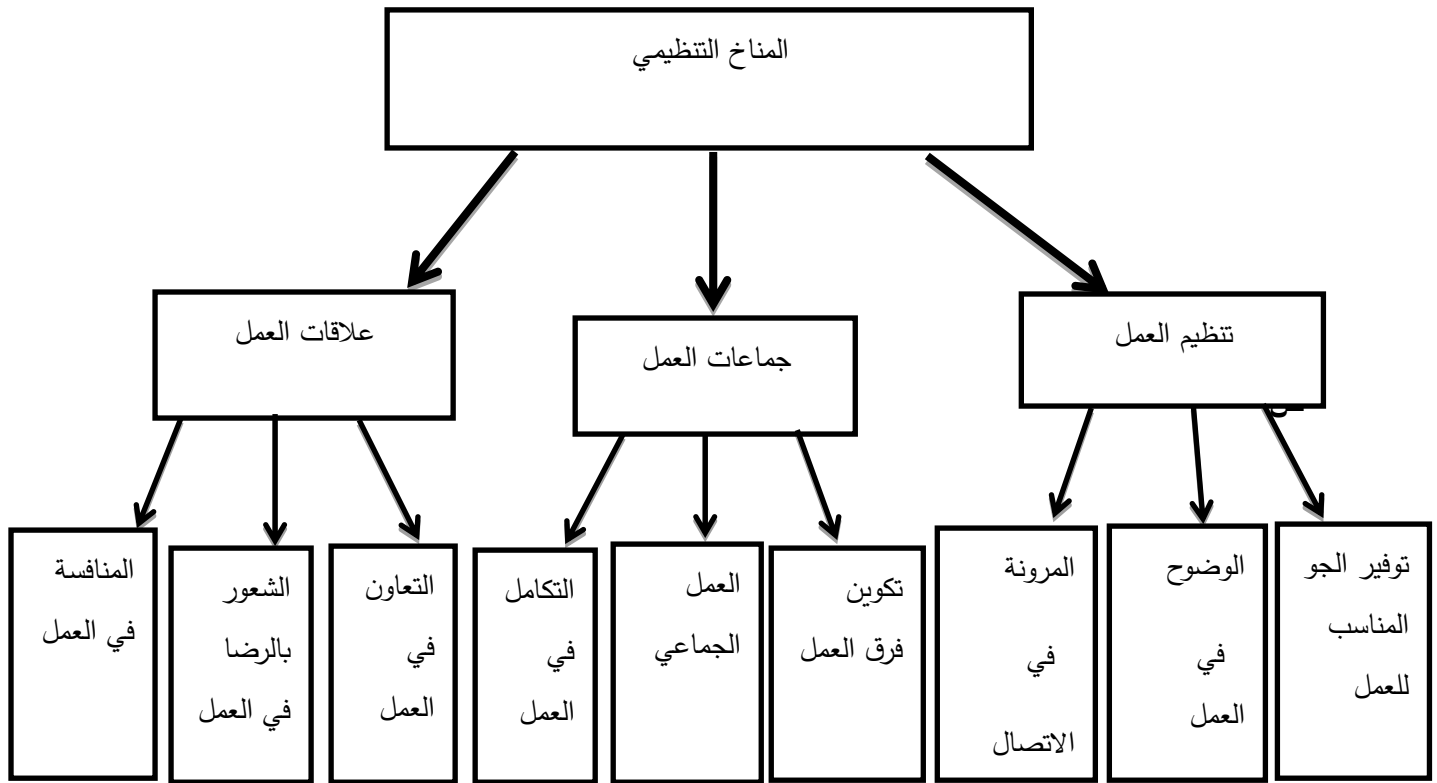 المناخ التنظيمي
تنظيم العمل
جماعات العمل
علاقات العمل
توفير الجو
المناسب
للعمل
الوضوح
في
العمل
المرونة
في
الاتصال
تكوين
فرق العمل
العمل
الجماعي
التكامل
في
العمل
التعاون
في
العمل
الشعور
بالرضا
في العمل
المنافسة
في العمل